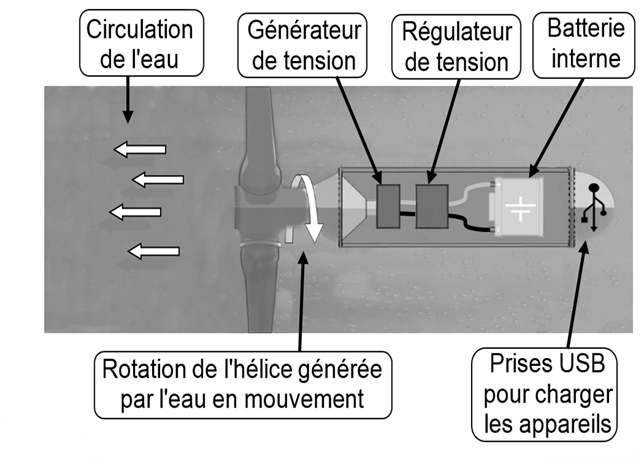 Circulation
de l'eau
Générateur
de tension
Régulateur
de tension
Batterie
interne
Rotation de l'hélice générée
par l'eau en mouvement
Prises USB
pour charger
les appareils